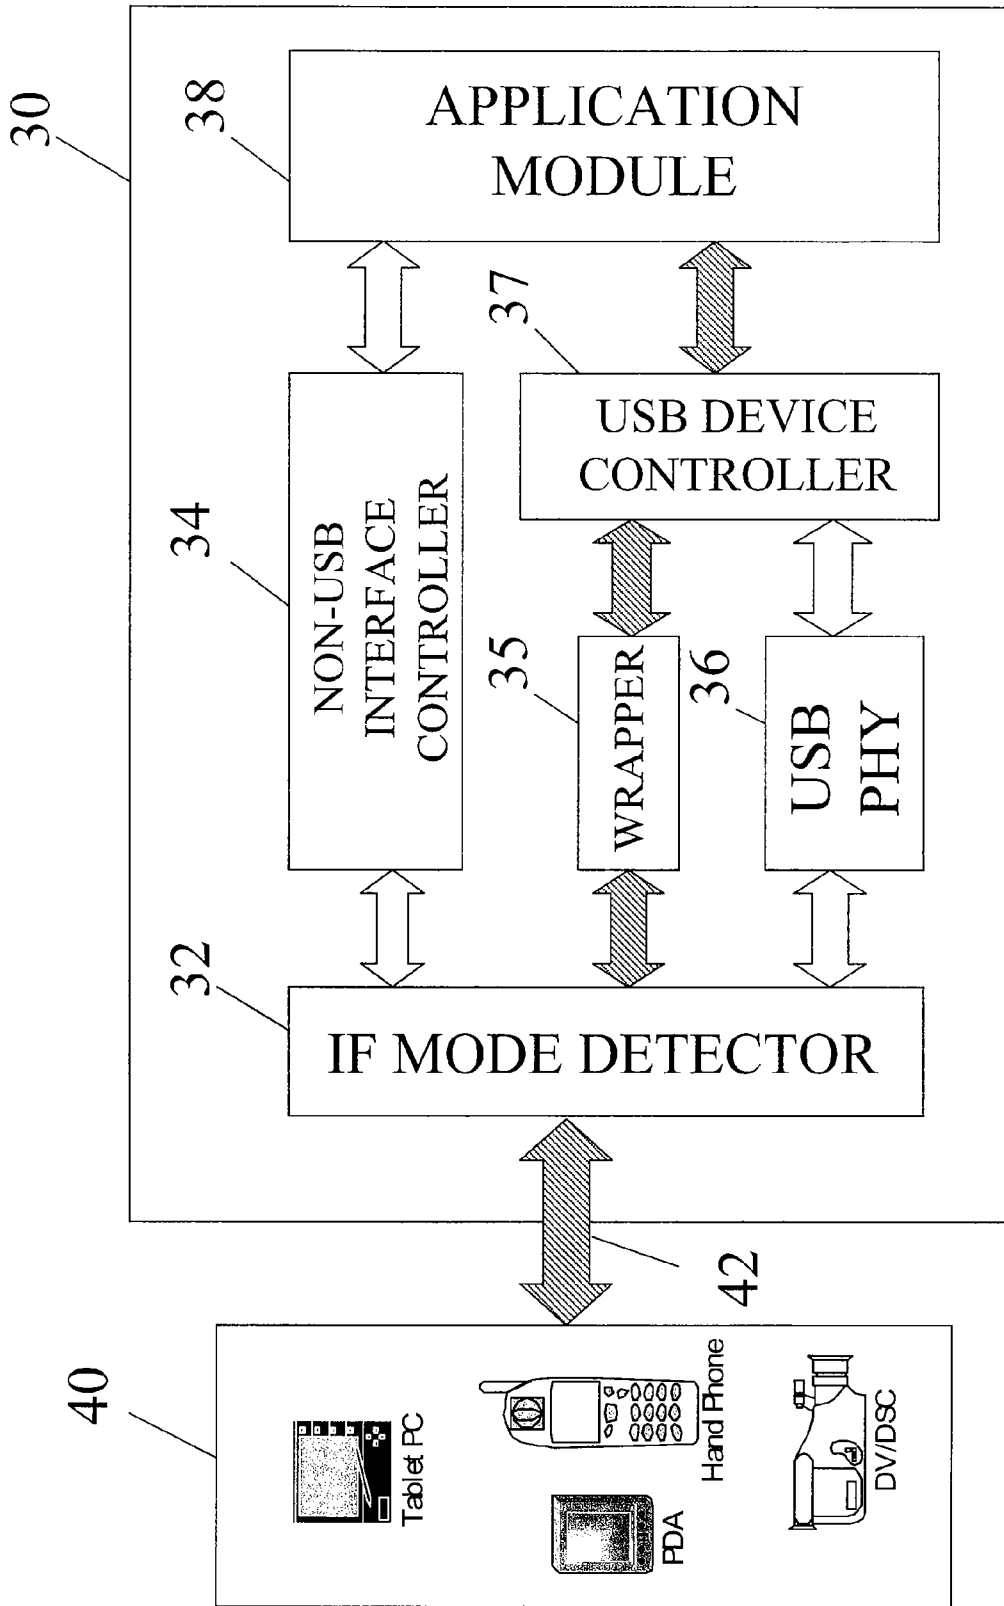 30
38
APPLICATION
MODULE
37
USB DEVICE
CONTROLLER
34
NON-USB
INTERFACE
CONTROLLER
35
WRAPPER
36
USB
PHY
32
IF MODE DETECTOR
42
40
Tablet PC
Hand Phone
PDA
DV/DSC